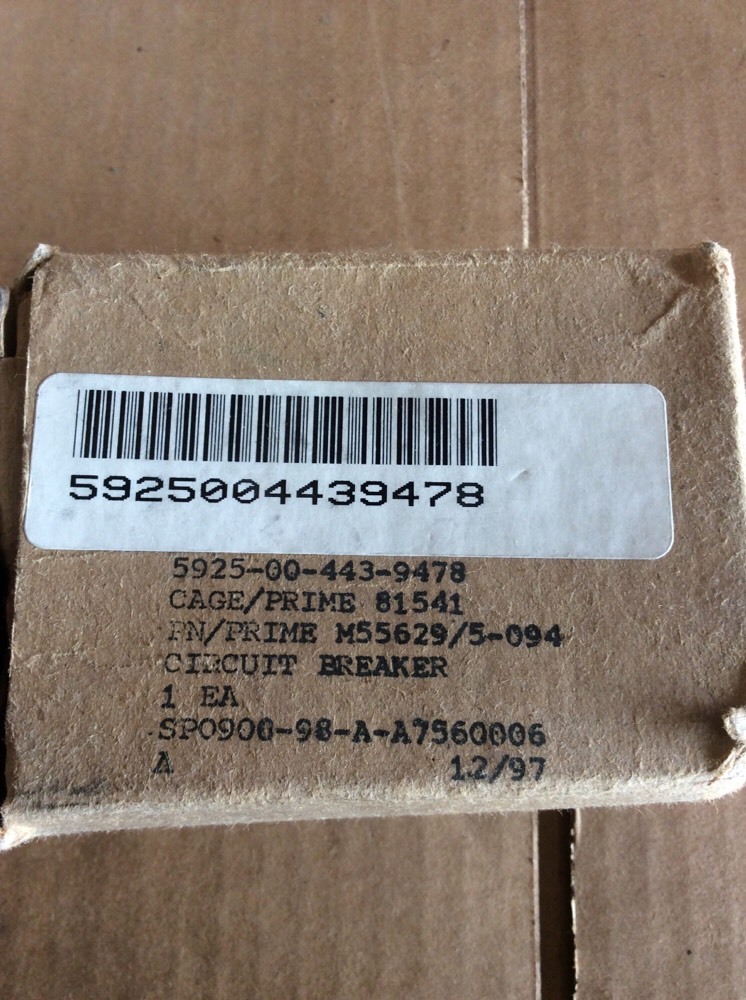 5925004439478
5925-00-443-9478
CAGE/PRIME 81541
PN/PRIME M55629/5-094
CIRCUIT BREAKER
1 EA
SPO900-98-A-A7560006
A 12/97